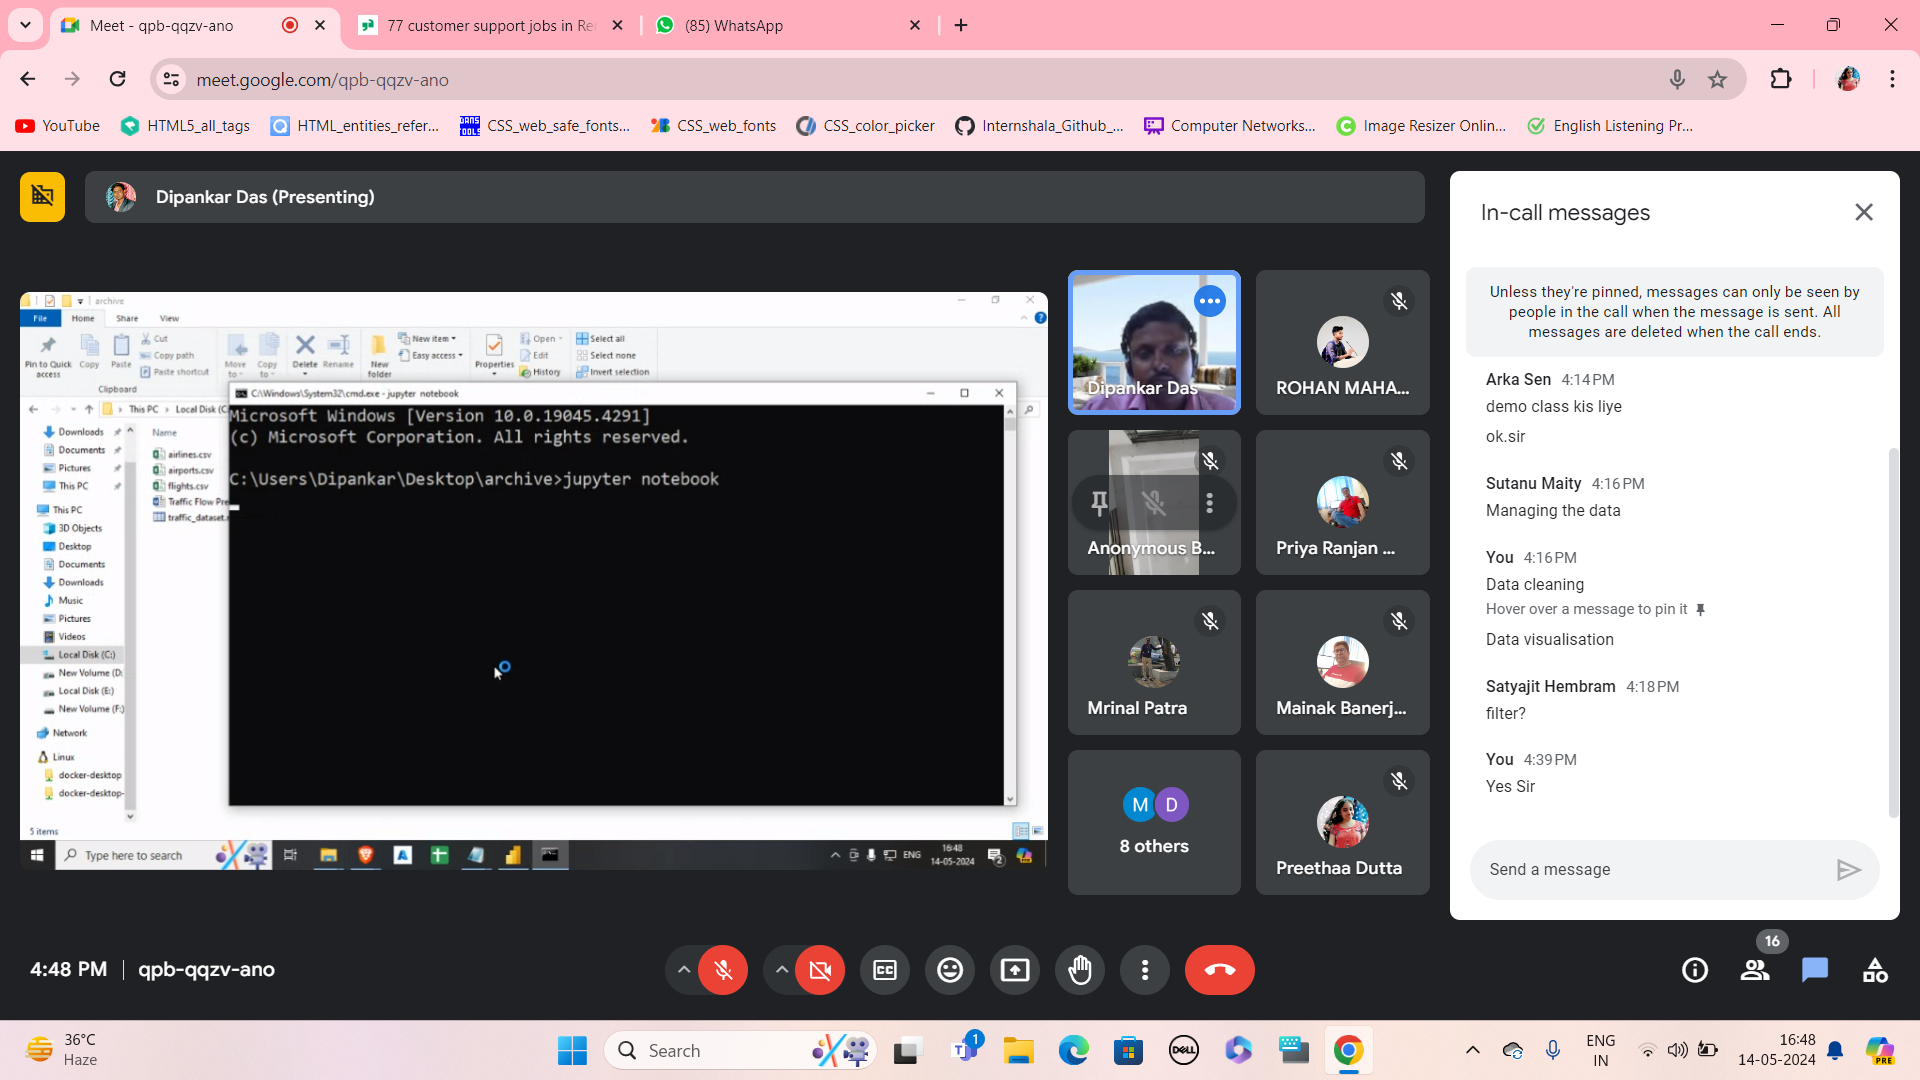 Meet - qpb-qqzv-ano
77 customer support jobs in Re
(85) WhatsApp
meet.google.com/qpb-qqzv-ano
YouTube
HTML5_all_tags
HTML_entities_refer...
CSS_web_safe_fonts...
CSS_web_fonts
CSS_color_picker
Internshala_Github_...
Computer Networks...
Image Resizer Onlin...
English Listening Pr...
Dipankar Das (Presenting)
archive
File
Home
Share
View
Pin to Quick access
Copy
Paste
Cut
Copy path
Paste shortcut
Move to
Copy to
Delete
Rename
New folder
New item
Easy access
Properties
Open
Edit
History
Select all
Select none
Invert selection
Clipboard
This PC
Local Disk (C
Downloads
Documents
Pictures
This PC
This PC
3D Objects
Desktop
Documents
Downloads
Music
Pictures
Videos
Local Disk (C:)
New Volume (D:
Local Disk (E:)
New Volume (F:)
Network
Linux
docker-desktop
docker-desktop-
Name
airlines.csv
airports.csv
flights.csv
Traffic Flow Pre
traffic_dataset.
5 items
C:\Windows\System32\cmd.exe - jupyter notebook
Microsoft Windows [Version 10.0.19045.4291]
(c) Microsoft Corporation. All rights reserved.
C:\Users\Dipankar\Desktop\archive>jupyter notebook
Type here to search
ENG
16:48
14-05-2024
2
Dipankar Das
ROHAN MAHA...
Anonymous B...
Priya Ranjan ...
Mrinal Patra
Mainak Banerj...
M
D
8 others
Preethaa Dutta
In-call messages
Unless they're pinned, messages can only be seen by
people in the call when the message is sent. All
messages are deleted when the call ends.
Arka Sen 4:14 PM
demo class kis liye
ok.sir
Sutanu Maity 4:16 PM
Managing the data
You 4:16 PM
Data cleaning
Hover over a message to pin it
Data visualisation
Satyajit Hembram 4:18 PM
filter?
You 4:39 PM
Yes Sir
Send a message
4:48 PM | qpb-qqzv-ano
CC
16
36°C
Haze
Search
1
T
DELL
ENG
IN
16:48
14-05-2024
PRE